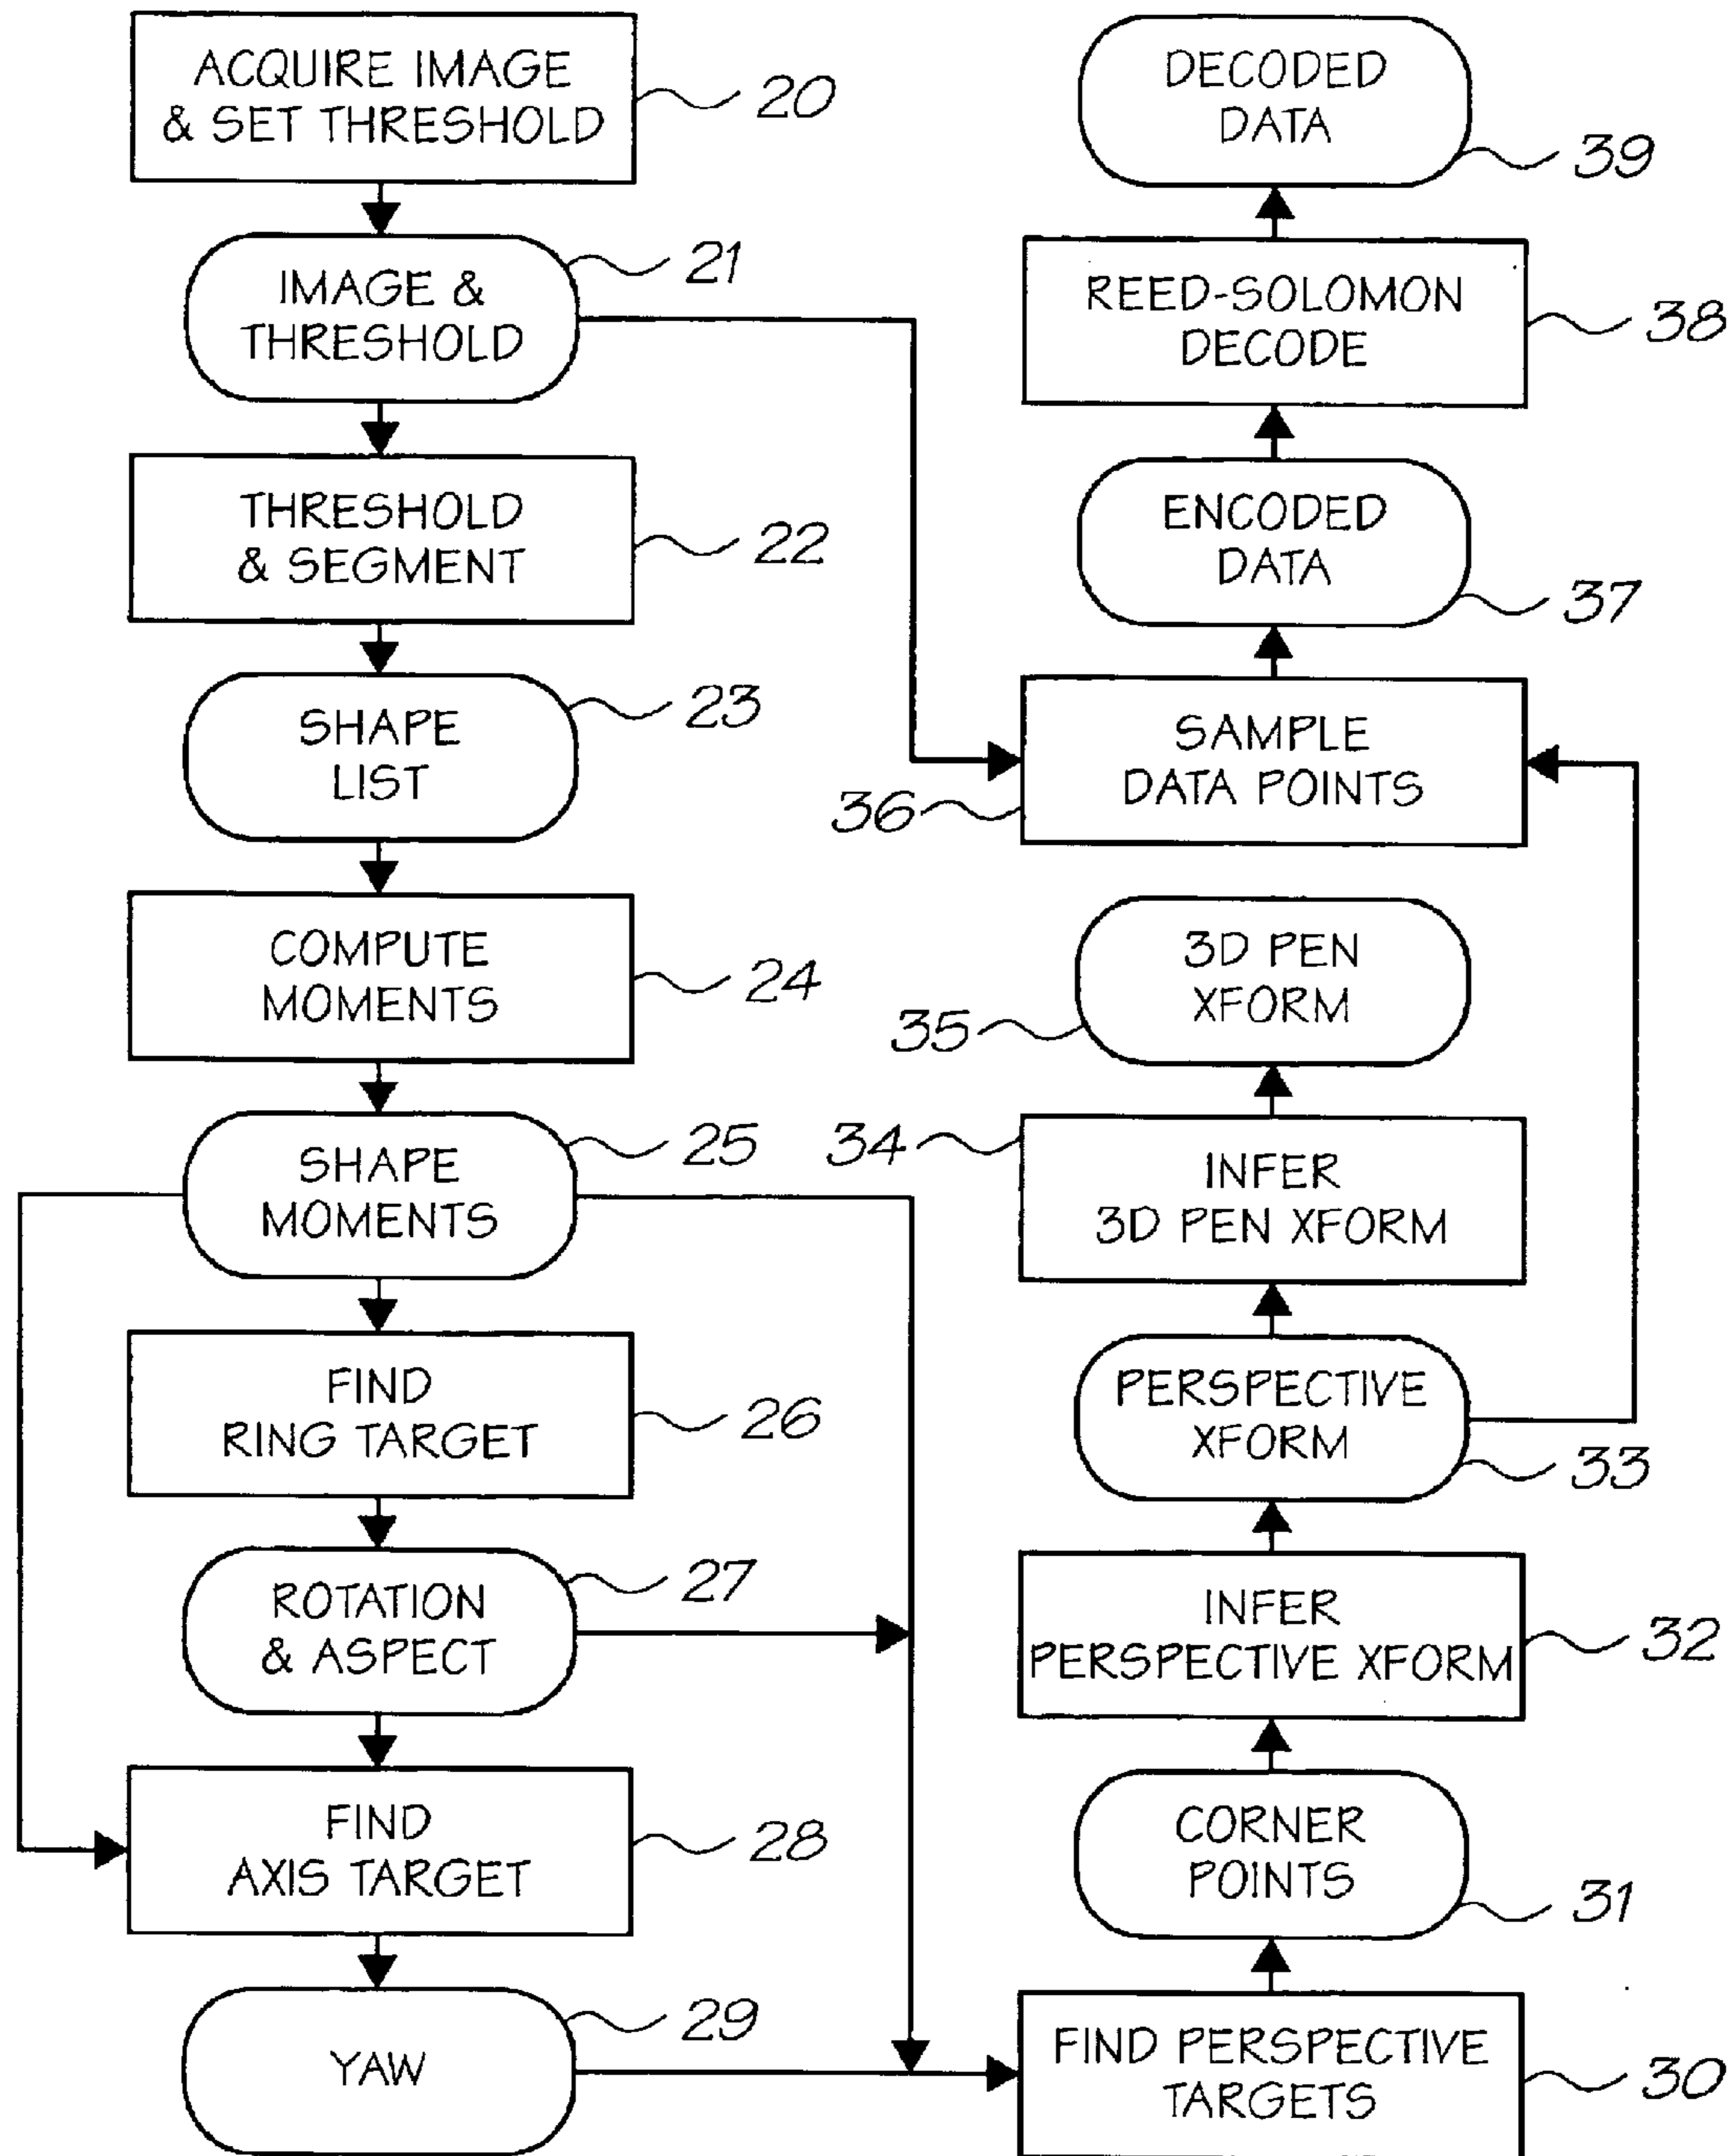 ACQUIRE IMAGE
& SET THRESHOLD
20
IMAGE &
THRESHOLD
21
THRESHOLD
& SEGMENT
22
SHAPE
LIST
23
COMPUTE
MOMENTS
24
SHAPE
MOMENTS
25
FIND
RING TARGET
26
ROTATION
& ASPECT
27
FIND
AXIS TARGET
28
YAW
29
FIND PERSPECTIVE
TARGETS
30
CORNER
POINTS
31
INFER
PERSPECTIVE XFORM
32
PERSPECTIVE
XFORM
33
INFER
3D PEN XFORM
34
3D PEN
XFORM
35
SAMPLE
DATA POINTS
36
ENCODED
DATA
37
REED-SOLOMON
DECODE
38
DECODED
DATA
39